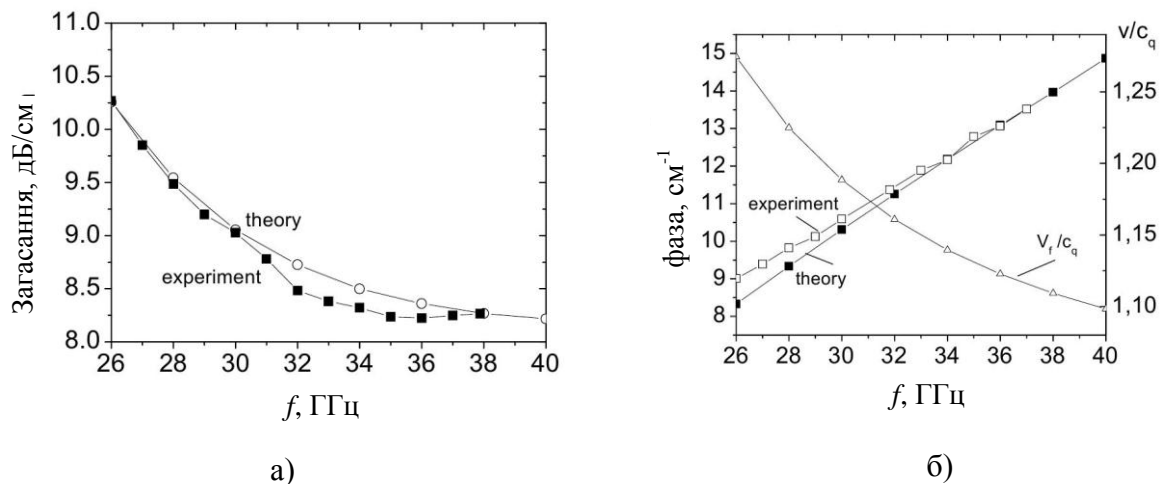 11.0
10.5
10.0
9.5
9.0
8.5
8.0
Загасання, дБ/см
theory
experiment
26 28 30 32 34 36 38 40
f, ГГц
а)
v/c_q
15
14
13
12
11
10
9
8
фаза, см⁻¹
1,25
1,20
1,15
1,10
experiment
theory
V_f/c_q
26 28 30 32 34 36 38 40
f, ГГц
б)